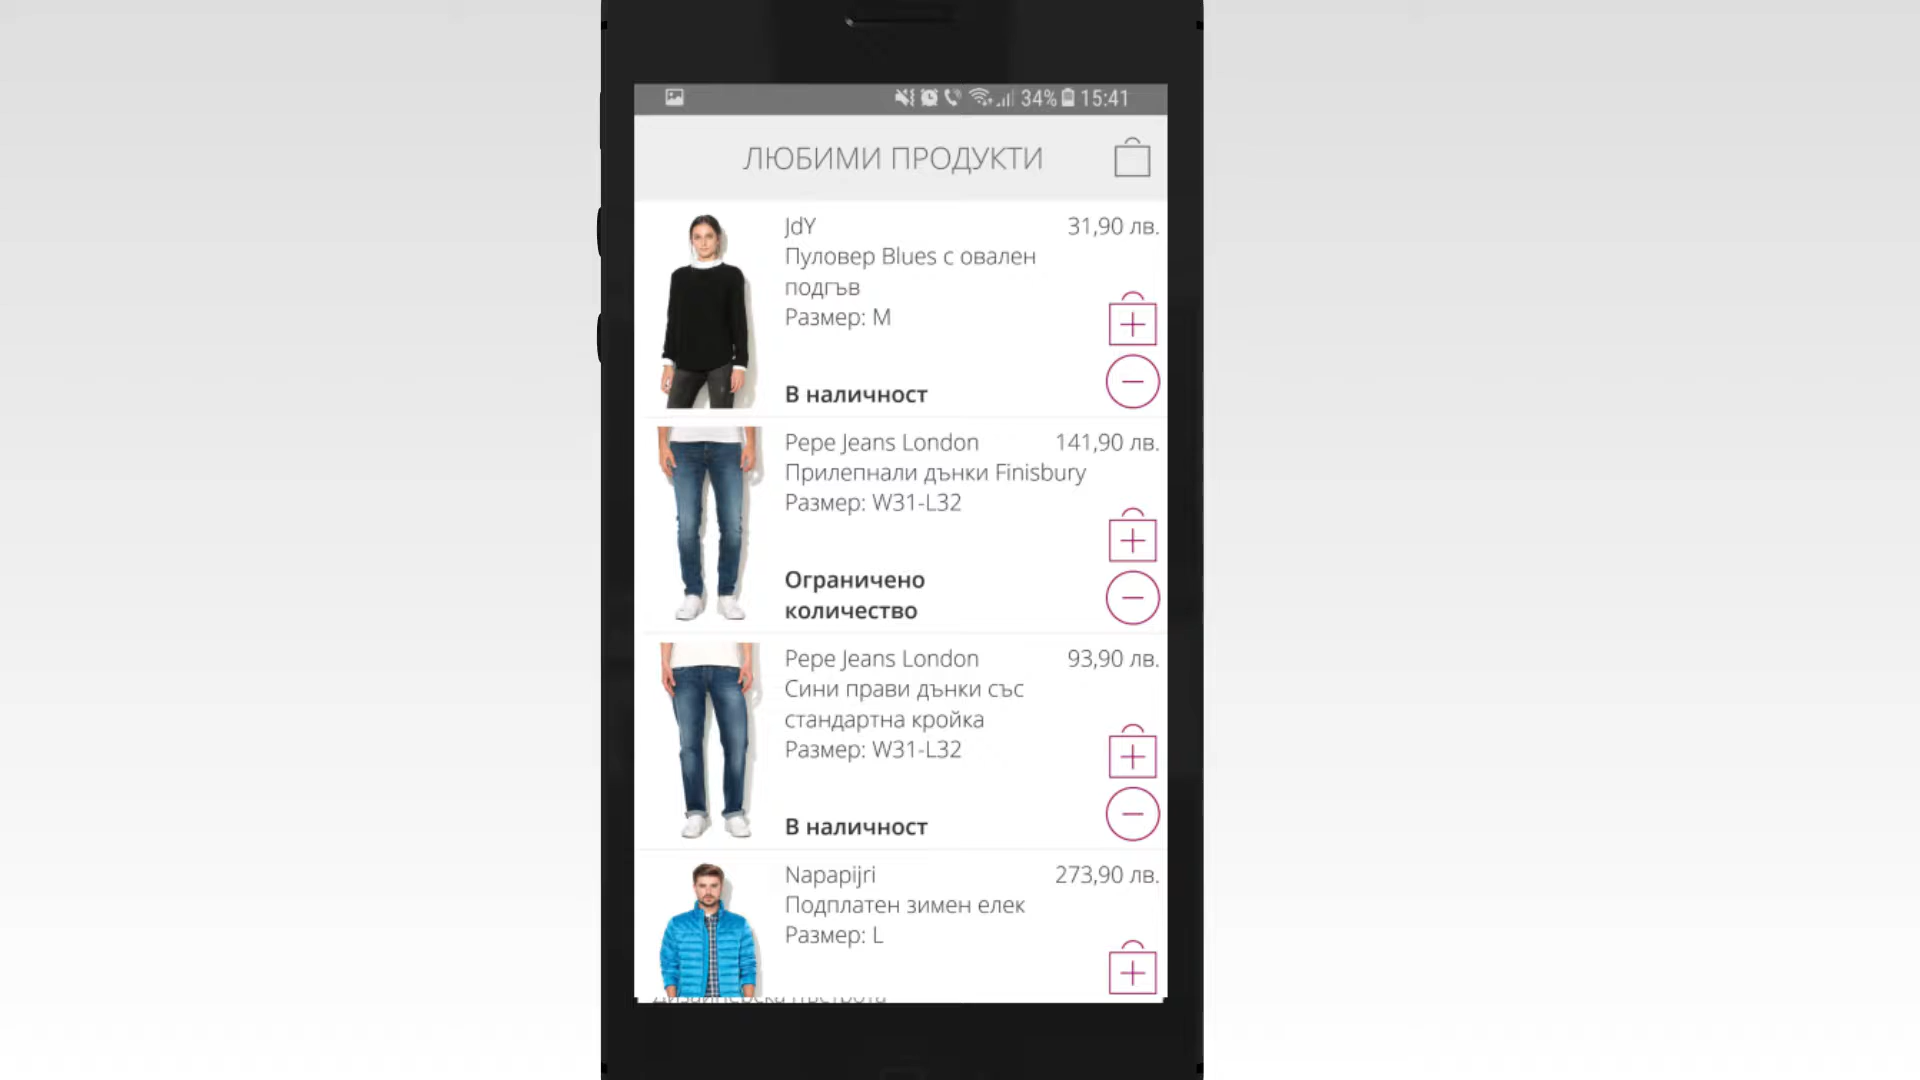 34% 15:41
ЛЮБИМИ ПРОДУКТИ
JdY 31,90 лв.
Пуловер Blues с овален
подгъв
Размер: M
В наличност
Pepe Jeans London 141,90 лв.
Прилепнали дънки Finisbury
Размер: W31-L32
Ограничено
количество
Pepe Jeans London 93,90 лв.
Сини прави дънки със
стандартна кройка
Размер: W31-L32
В наличност
Napapijri 273,90 лв.
Подплатен зимен елек
Размер: L